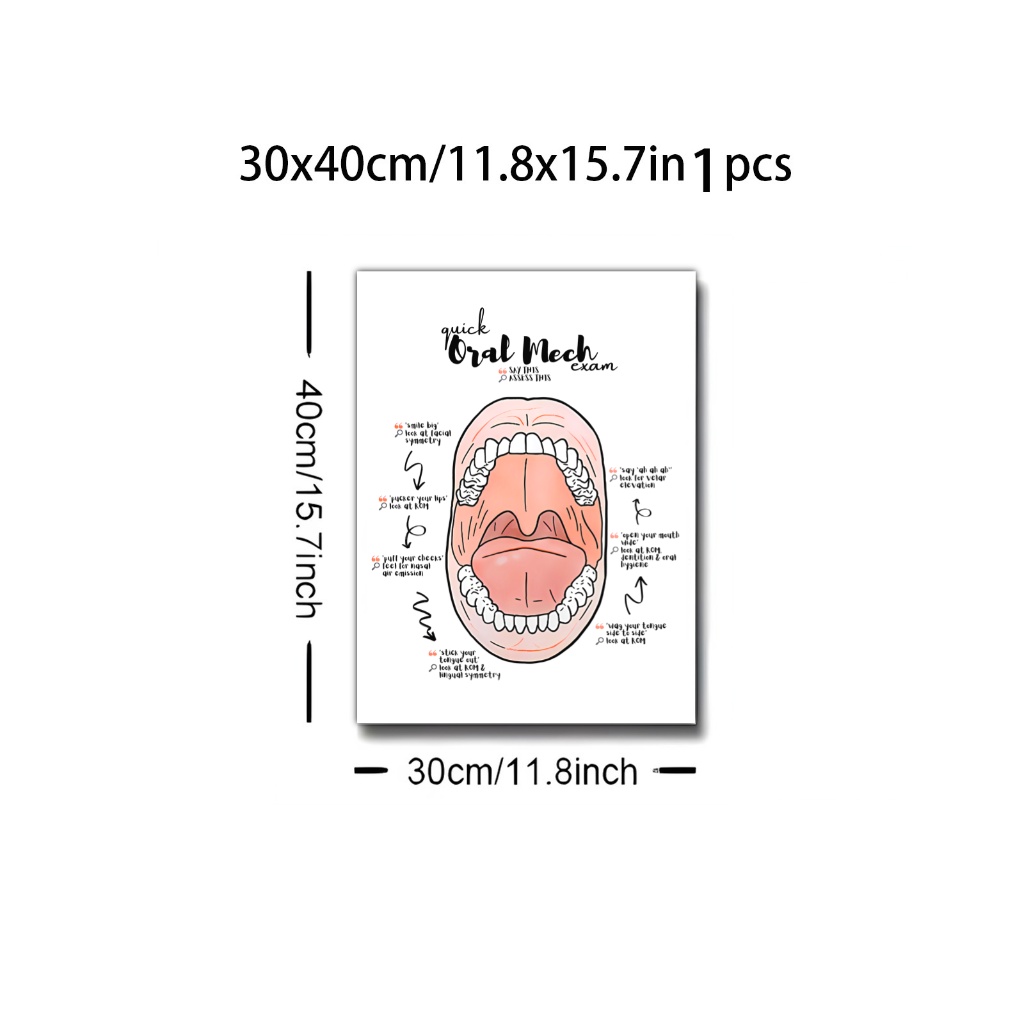 30x40cm/11.8x15.7in 1 pcs
quick
Oral Mech
exam
SAY THIS
ASSESS THIS
"smile big"
look at facial
symmetry
"pucker your lips"
look at ROM
"puff your cheeks"
feel for nasal
air emission
"stick your
tongue out"
look at ROM &
lingual symmetry
"wag your tongue
side to side"
look at ROM
"open your mouth
wide"
look at ROM,
dentition & oral
hygiene
"say 'ah ah ah'"
look for velar
elevation
40cm/15.7inch
30cm/11.8inch